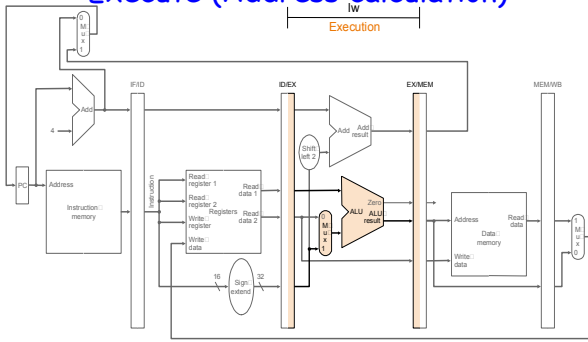 Execute (Address Calculation)
lw
Execution
0
M
u
x
1
IF/ID
ID/EX
EX/MEM
MEM/WB
Add
4
Shift
left 2
Add
Add
result
PC
Address
Instruction
memory
Instruction
Read
register 1
Read
register 2
Registers
Write
register
Write
data
Read
data 1
Read
data 2
0
M
u
x
1
Zero
ALU
ALU
result
Address
Read
data
Data
memory
Write
data
1
M
u
x
0
16
Sign
extend
32